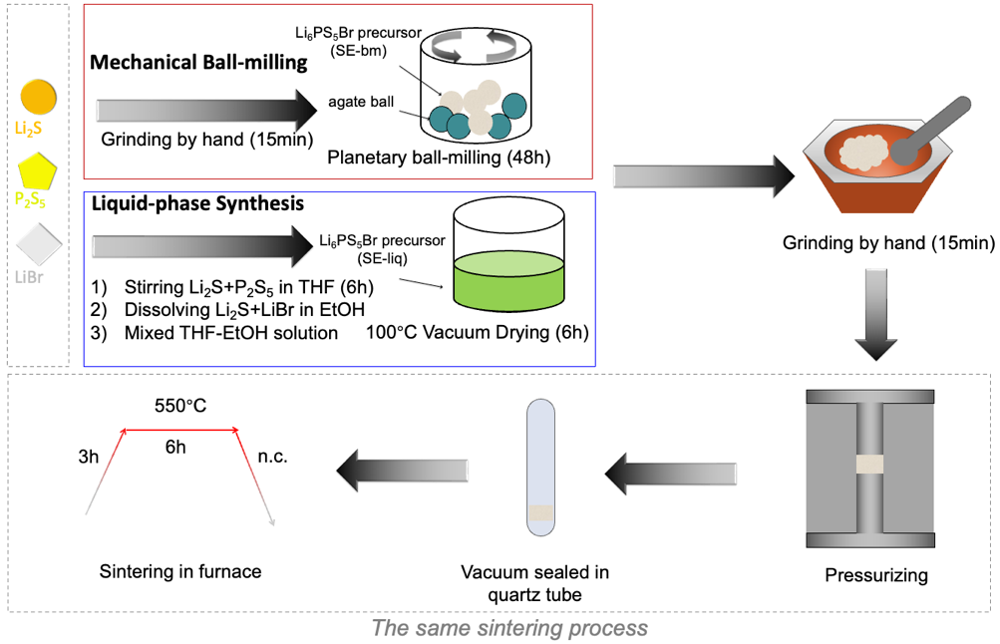 Li₂S
P₂S₅
LiBr
Mechanical Ball-milling
Grinding by hand (15min)
Li₆PS₅Br precursor
(SE-bm)
agate ball
Planetary ball-milling (48h)
Liquid-phase Synthesis
Li₆PS₅Br precursor
(SE-liq)
1) Stirring Li₂S+P₂S₅ in THF (6h)
2) Dissolving Li₂S+LiBr in EtOH
3) Mixed THF-EtOH solution
100°C Vacuum Drying (6h)
Grinding by hand (15min)
Pressurizing
Vacuum sealed in
quartz tube
550°C
3h
6h
n.c.
Sintering in furnace
The same sintering process